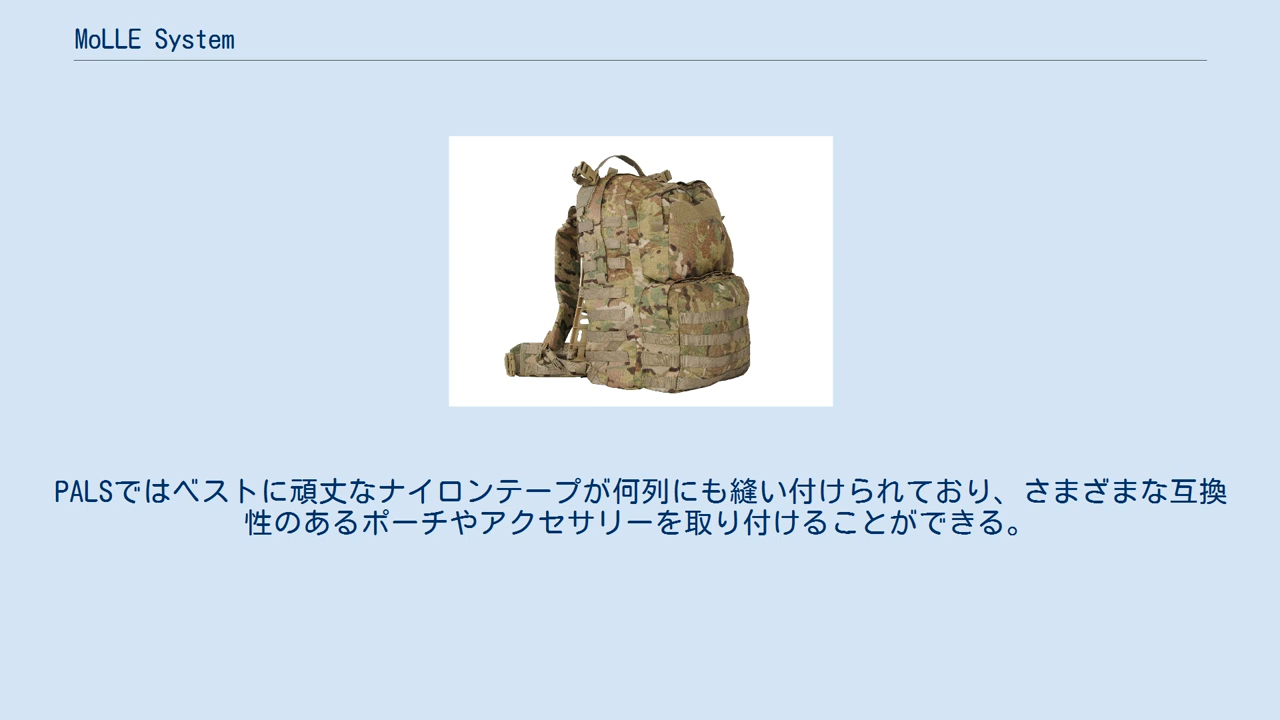 MoLLE System
PALSではベストに頑丈なナイロンテープが何列にも縫い付けられており、さまざまな互換
性のあるポーチやアクセサリーを取り付けることができる。